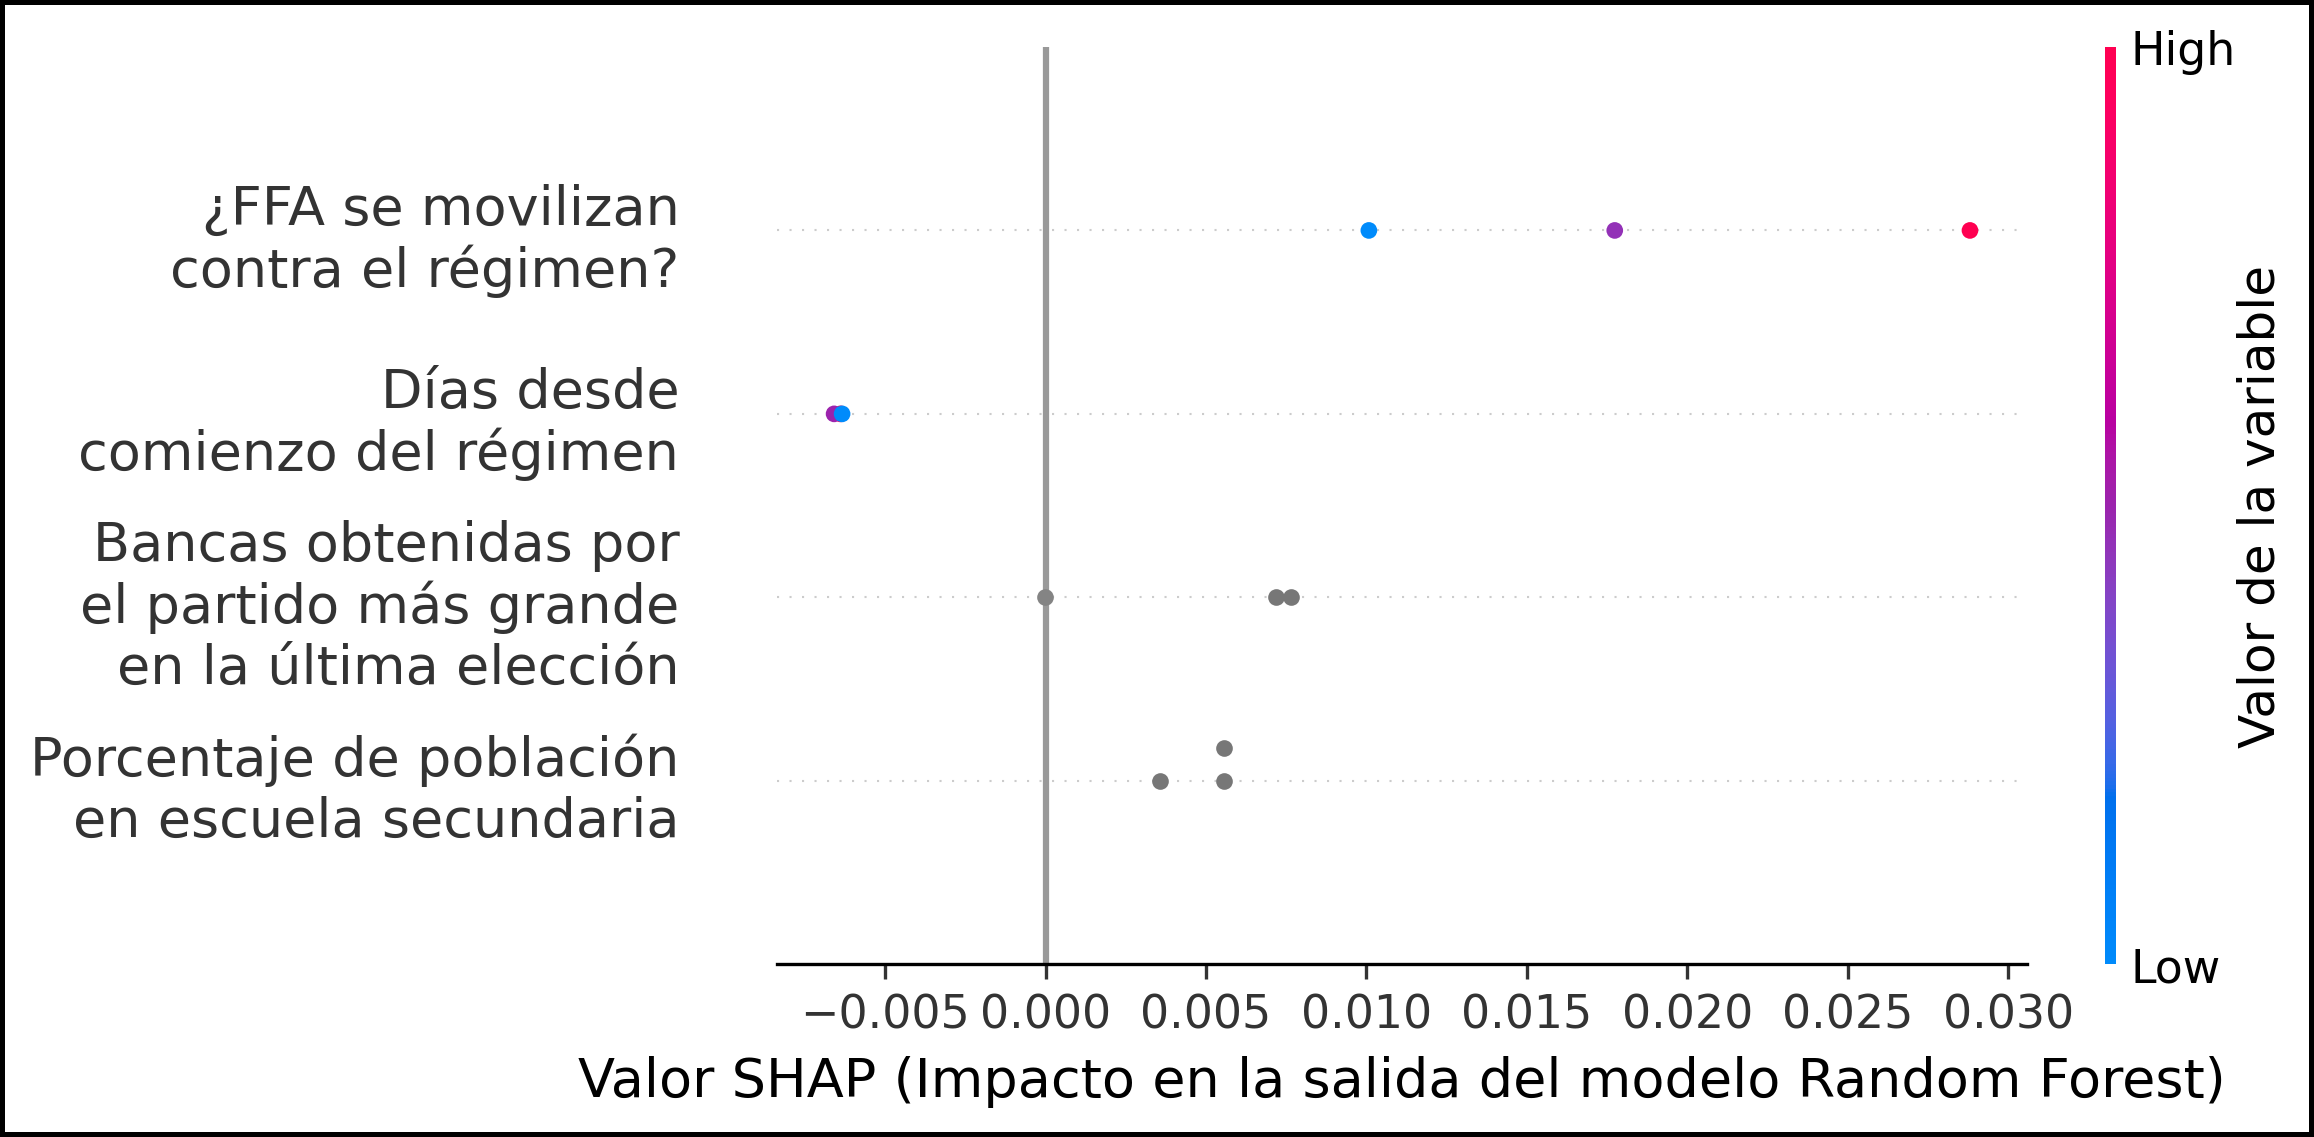 High
¿FFA se movilizan
contra el régimen?
Días desde
comienzo del régimen
Bancas obtenidas por
el partido más grande
en la última elección
Porcentaje de población
en escuela secundaria
Valor de la variable
Low
−0.005 0.000 0.005 0.010 0.015 0.020 0.025 0.030
Valor SHAP (Impacto en la salida del modelo Random Forest)